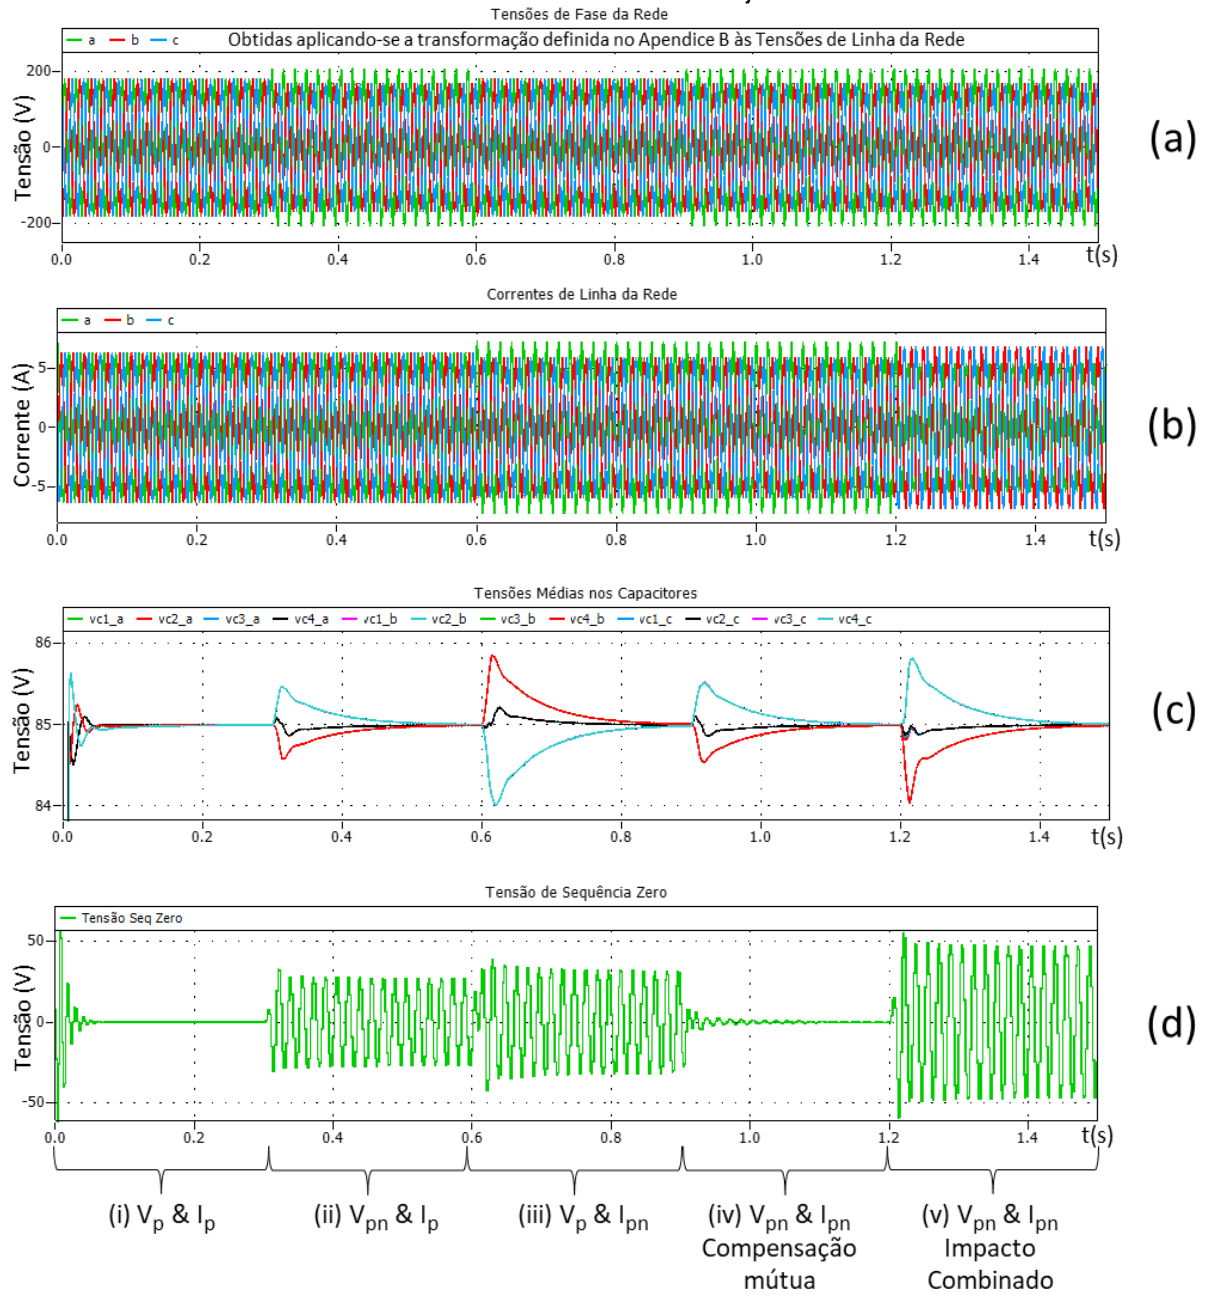 Tensões de Fase da Rede
a b c Obtidas aplicando-se a transformação definida no Apendice B às Tensões de Linha da Rede
Tensão (V)
200
0
-200
0.0 0.2 0.4 0.6 0.8 1.0 1.2 1.4 t(s)
(a)
Correntes de Linha da Rede
a b c
Corrente (A)
5
0
-5
0.0 0.2 0.4 0.6 0.8 1.0 1.2 1.4 t(s)
(b)
Tensões Médias nos Capacitores
vc1_a vc2_a vc3_a vc4_a vc1_b vc2_b vc3_b vc4_b vc1_c vc2_c vc3_c vc4_c
Tensão (V)
86
85
84
0.0 0.2 0.4 0.6 0.8 1.0 1.2 1.4 t(s)
(c)
Tensão de Sequência Zero
Tensão Seq Zero
Tensão (V)
50
0
-50
0.0 0.2 0.4 0.6 0.8 1.0 1.2 1.4 t(s)
(d)
(i) Vp & Ip (ii) Vpn & Ip (iii) Vp & Ipn (iv) Vpn & Ipn (v) Vpn & Ipn
Compensação Impacto
mútua Combinado